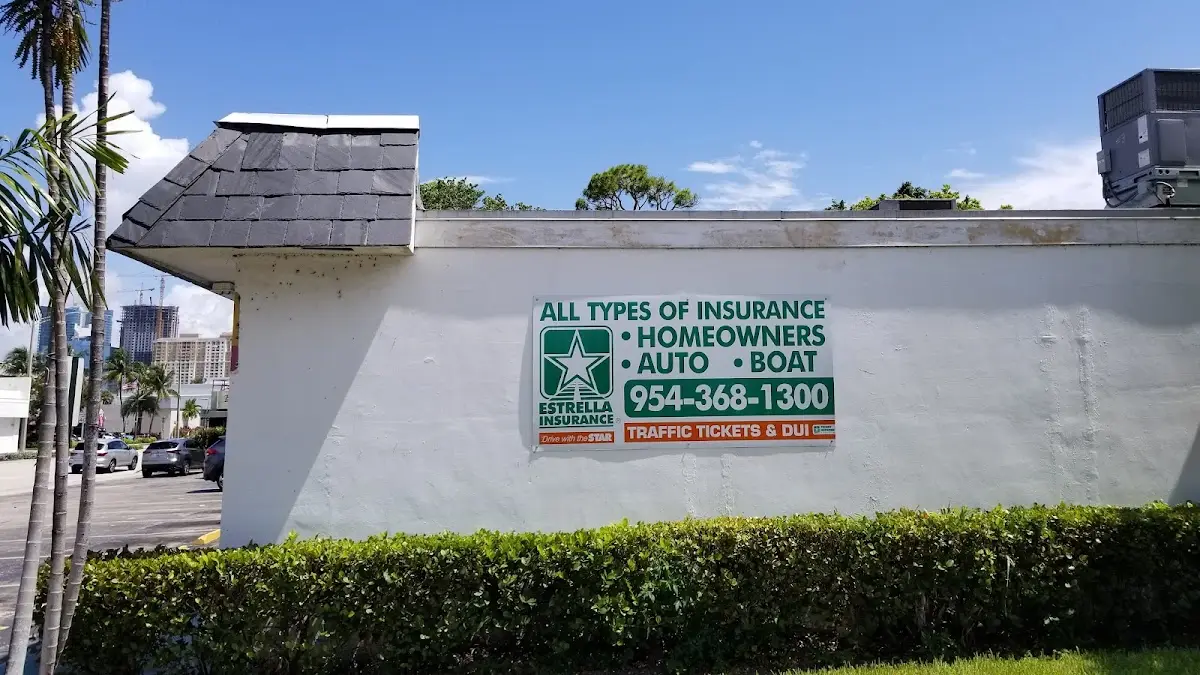 ALL TYPES OF INSURANCE
• HOMEOWNERS
• AUTO • BOAT
954-368-1300
ESTRELLA
INSURANCE
Drive with the STAR
TRAFFIC TICKETS & DUI